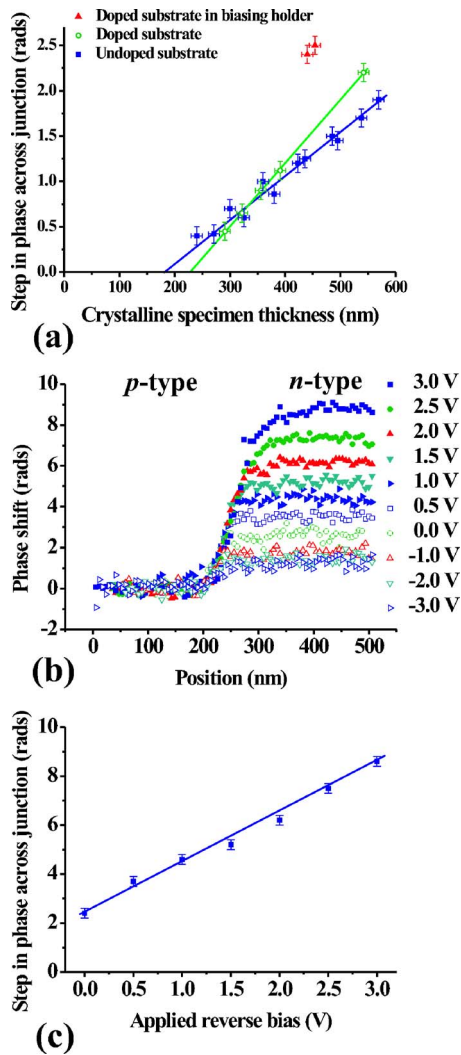 Doped substrate in biasing holder
Doped substrate
Undoped substrate
Step in phase across junction (rads)
2.5
2.0
1.5
1.0
0.5
0.0
0 100 200 300 400 500 600
Crystalline specimen thickness (nm)
(a)
p-type n-type
Phase shift (rads)
10
8
6
4
2
0
-2
3.0 V
2.5 V
2.0 V
1.5 V
1.0 V
0.5 V
0.0 V
-1.0 V
-2.0 V
-3.0 V
0 100 200 300 400 500
Position (nm)
(b)
Step in phase across junction (rads)
10
8
6
4
2
0
0.0 0.5 1.0 1.5 2.0 2.5 3.0
Applied reverse bias (V)
(c)